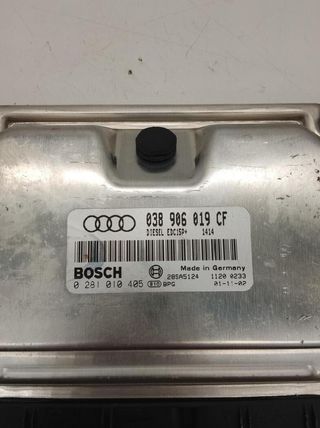 038 906 019 CF
DIESEL EDC15P+ 1414
BOSCH
Made in Germany
28SA5124 1120 0233
0 281 010 405 BPG 01-11-02